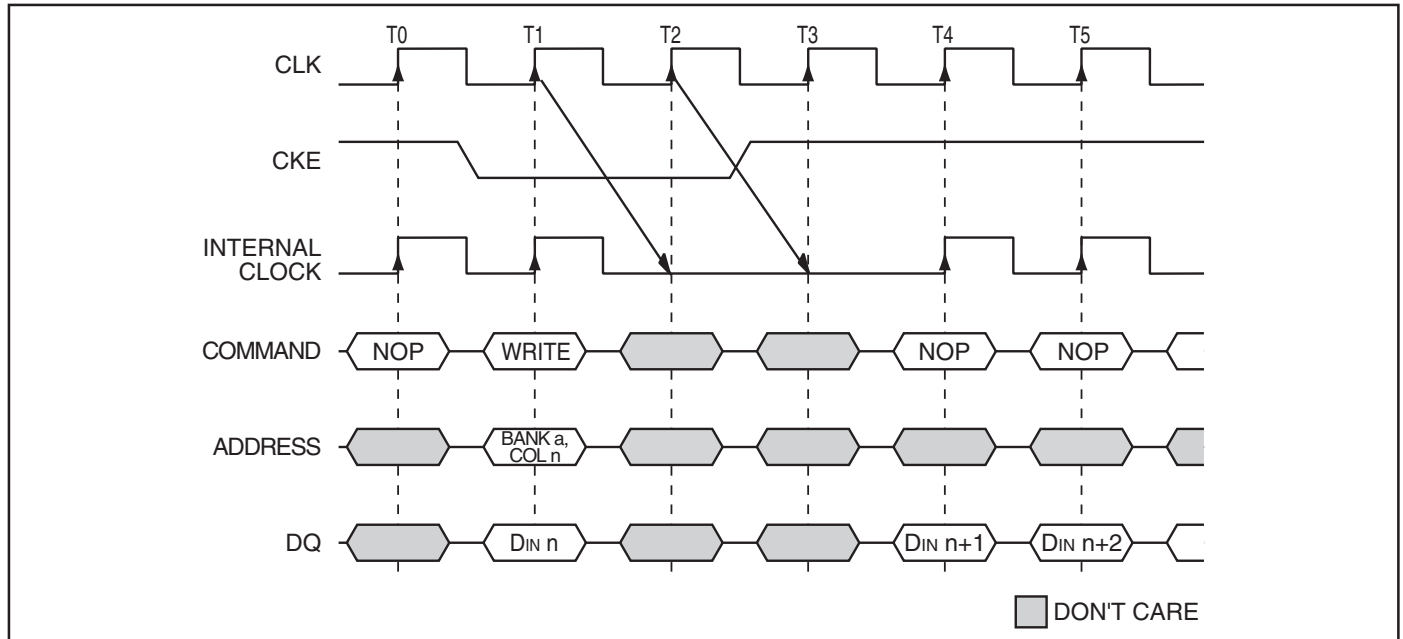 T0 T1 T2 T3 T4 T5
CLK
CKE
INTERNAL
CLOCK
COMMAND NOP WRITE NOP NOP
ADDRESS BANK a,
COL n
DQ DIN n DIN n+1 DIN n+2
DON'T CARE